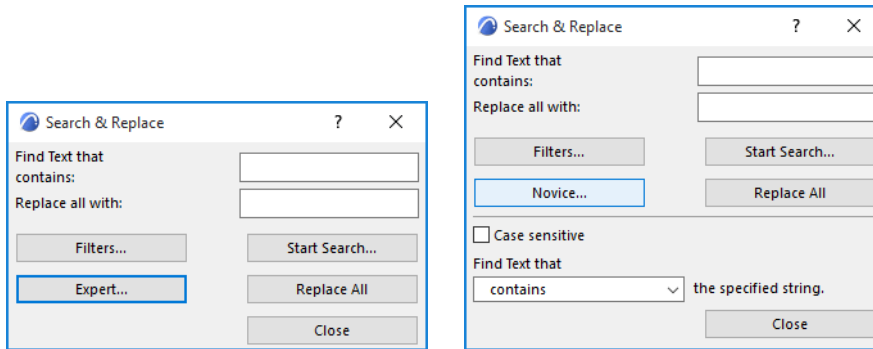 Search & Replace ?
Find Text that
contains:
Replace all with:
Filters... Start Search...
Expert... Replace All
Close
Search & Replace ?
Find Text that
contains:
Replace all with:
Filters... Start Search...
Novice... Replace All
Case sensitive
Find Text that
contains the specified string.
Close